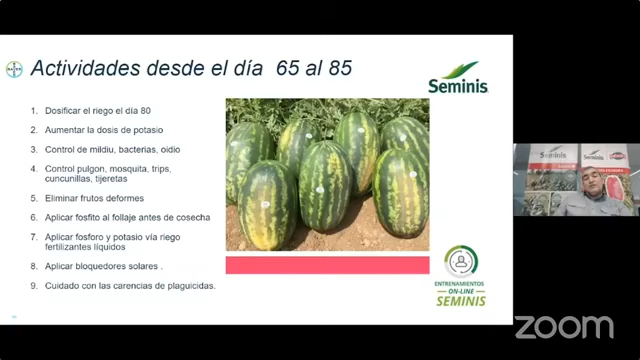 Actividades desde el día 65 al 85
BAYER
Seminis
1. Dosificar el riego el día 80
2. Aumentar la dosis de potasio
3. Control de mildiu, bacterias, oidio
4. Control pulgon, mosquita, trips,
cuncunillas, tijeretas
5. Eliminar frutos deformes
6. Aplicar fosfito al follaje antes de cosecha
7. Aplicar fosforo y potasio vía riego
fertilizantes líquidos
8. Aplicar bloquedores solares .
9. Cuidado con las carencias de plaguicidas.
ENTRENAMIENTOS
ON-LINE
SEMINIS
Seminis
zoom